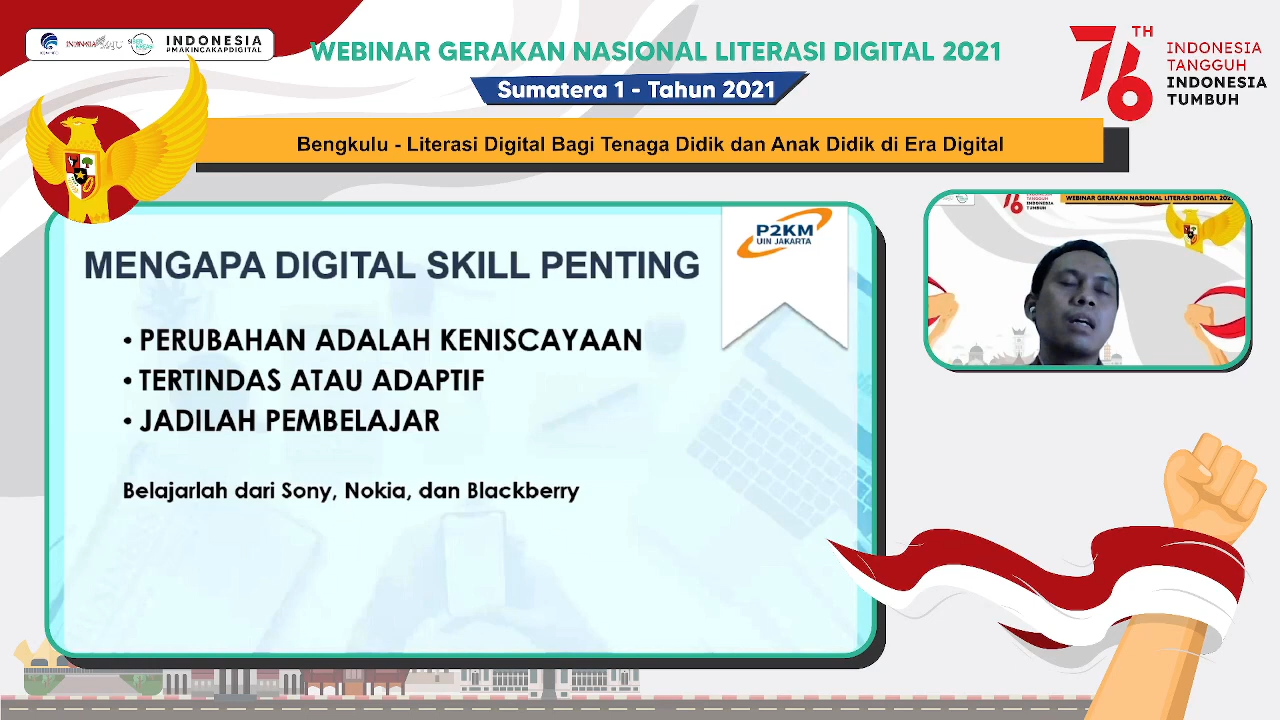 INDONESIA
#MAKINCAKAPDIGITAL
WEBINAR GERAKAN NASIONAL LITERASI DIGITAL 2021
Sumatera 1 - Tahun 2021
76 TH
INDONESIA
TANGGUH
INDONESIA
TUMBUH
Bengkulu - Literasi Digital Bagi Tenaga Didik dan Anak Didik di Era Digital
P2KM
UIN JAKARTA
MENGAPA DIGITAL SKILL PENTING
• PERUBAHAN ADALAH KENISCAYAAN
• TERTINDAS ATAU ADAPTIF
• JADILAH PEMBELAJAR
Belajarlah dari Sony, Nokia, dan Blackberry
WEBINAR GERAKAN NASIONAL LITERASI DIGITAL 2021